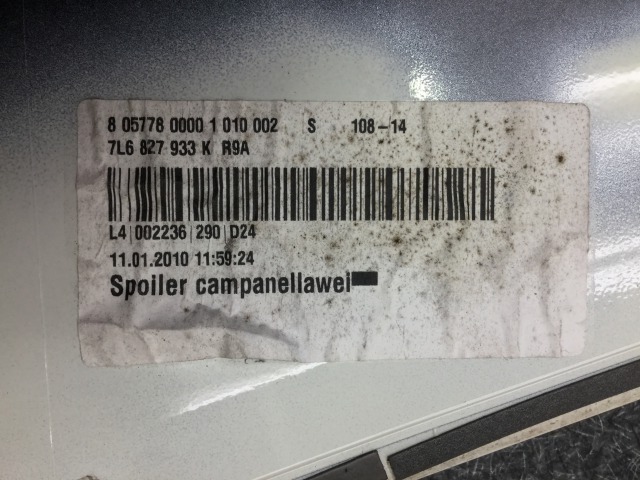 8 05778 0000 1 010 002 S 108-14
7L6 827 933 K R9A
L4 002236 290 D24
11.01.2010 11:59:24
Spoiler campanellawei